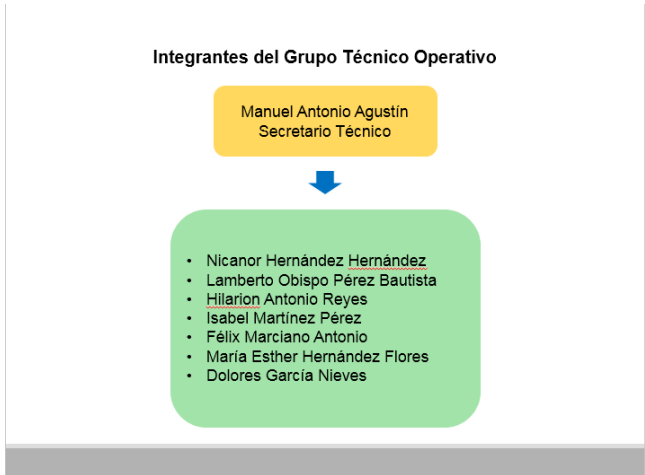 Integrantes del Grupo Técnico Operativo
Manuel Antonio Agustín
Secretario Técnico
• Nicanor Hernández Hernández
• Lamberto Obispo Pérez Bautista
• Hilarion Antonio Reyes
• Isabel Martínez Pérez
• Félix Marciano Antonio
• María Esther Hernández Flores
• Dolores García Nieves